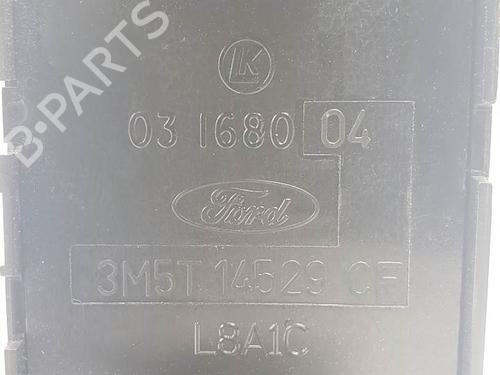 LK
03 1680 04
Ford
3M5T 14529 CF
L8A1C
B-PARTS